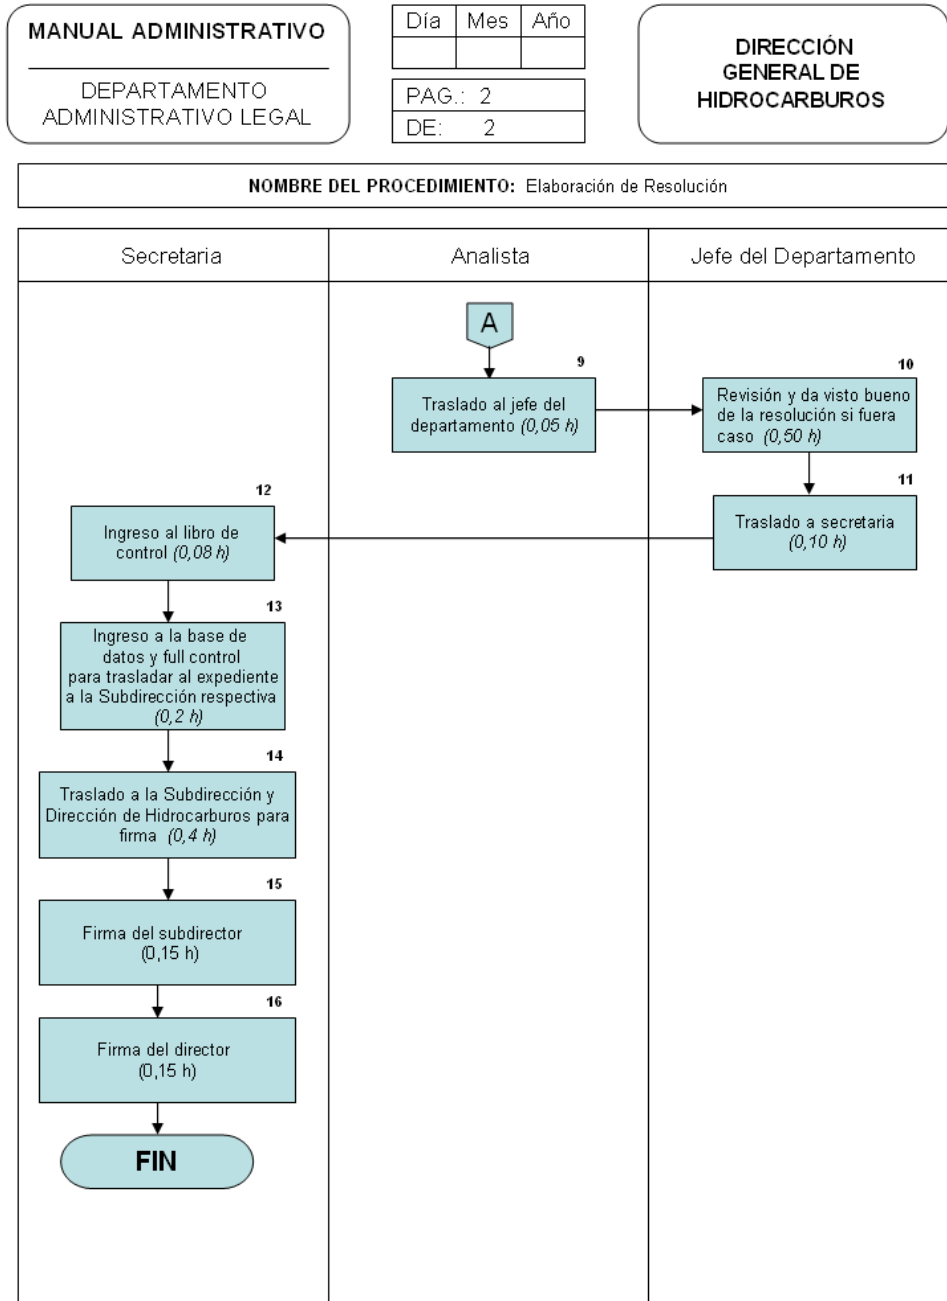 MANUAL ADMINISTRATIVO
DEPARTAMENTO
ADMINISTRATIVO LEGAL
Día Mes Año
PAG.: 2
DE: 2
DIRECCIÓN
GENERAL DE
HIDROCARBUROS
NOMBRE DEL PROCEDIMIENTO: Elaboración de Resolución
Secretaria
Analista
Jefe del Departamento
A
9
Traslado al jefe del
departamento (0,05 h)
10
Revisión y da visto bueno
de la resolución si fuera
caso (0,50 h)
11
Traslado a secretaria
(0,10 h)
12
Ingreso al libro de
control (0,08 h)
13
Ingreso a la base de
datos y full control
para trasladar al expediente
a la Subdirección respectiva
(0,2 h)
14
Traslado a la Subdirección y
Dirección de Hidrocarburos para
firma (0,4 h)
15
Firma del subdirector
(0,15 h)
16
Firma del director
(0,15 h)
FIN